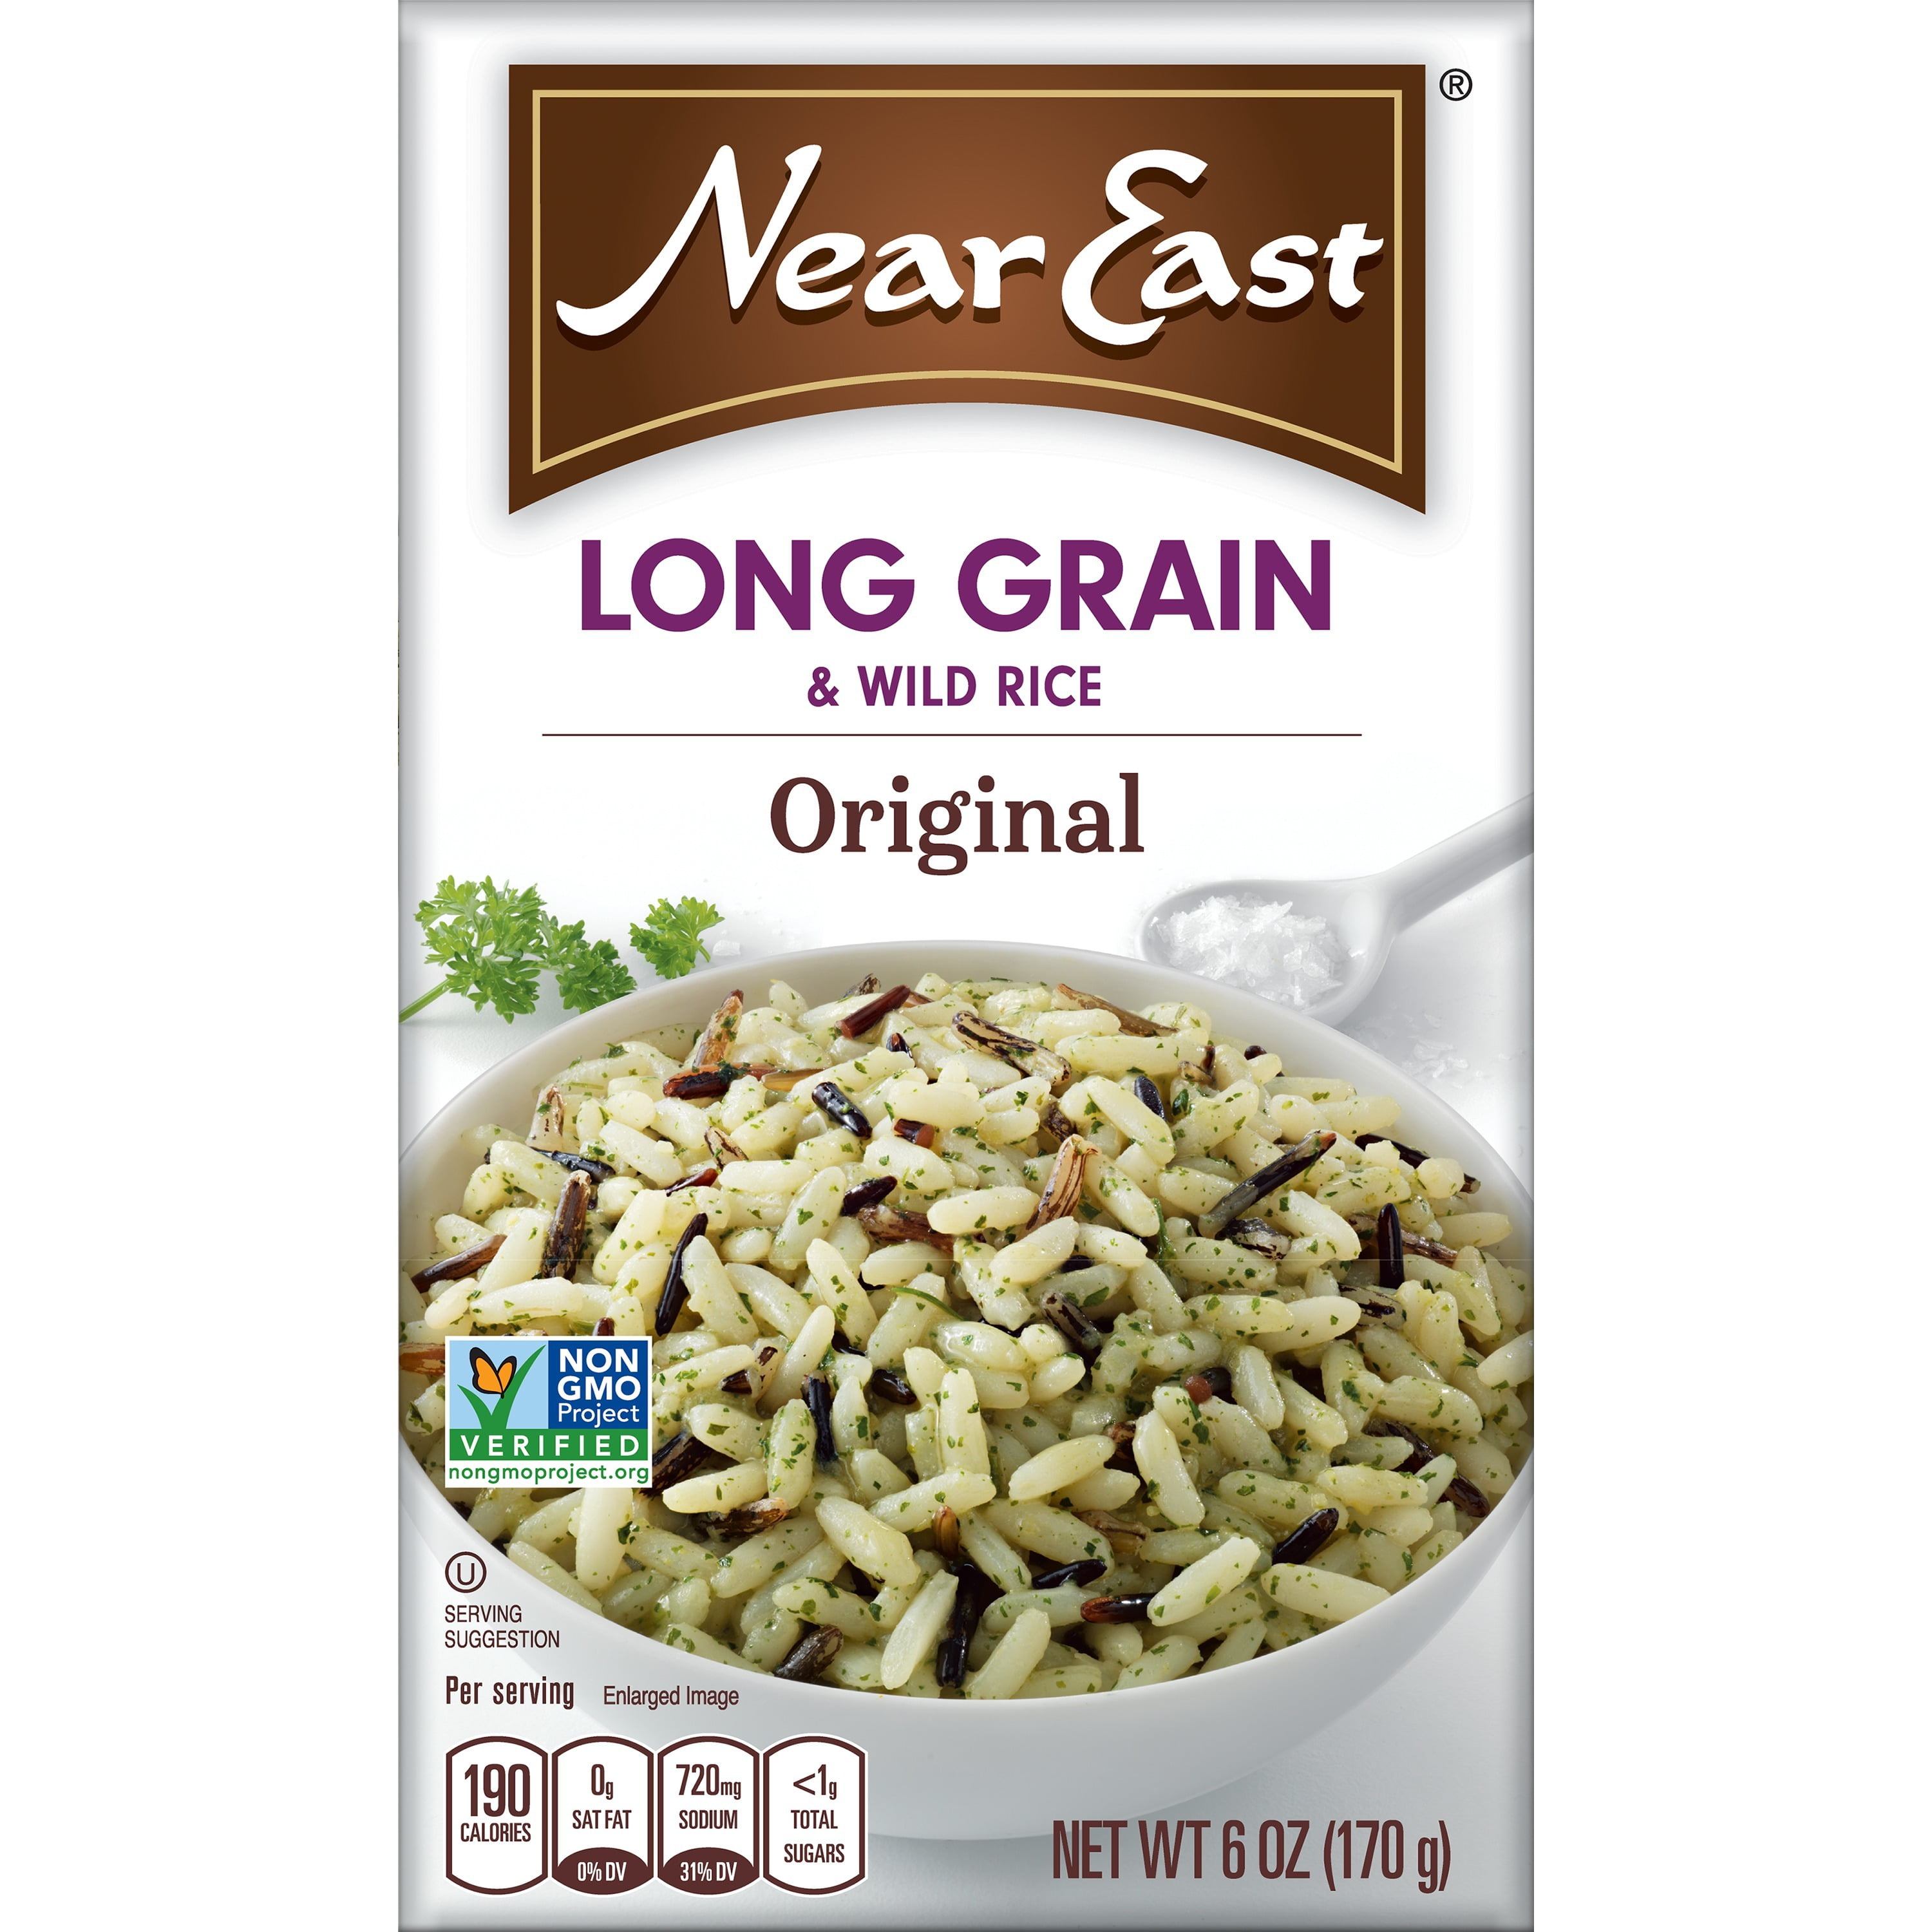 Near East ®
LONG GRAIN
& WILD RICE
Original
NON
GMO
Project
VERIFIED
nongmoproject.org
U
SERVING
SUGGESTION
Per serving Enlarged Image
190
CALORIES
0g
SAT FAT
0% DV
720mg
SODIUM
31% DV
<1g
TOTAL
SUGARS
NET WT 6 OZ (170 g)